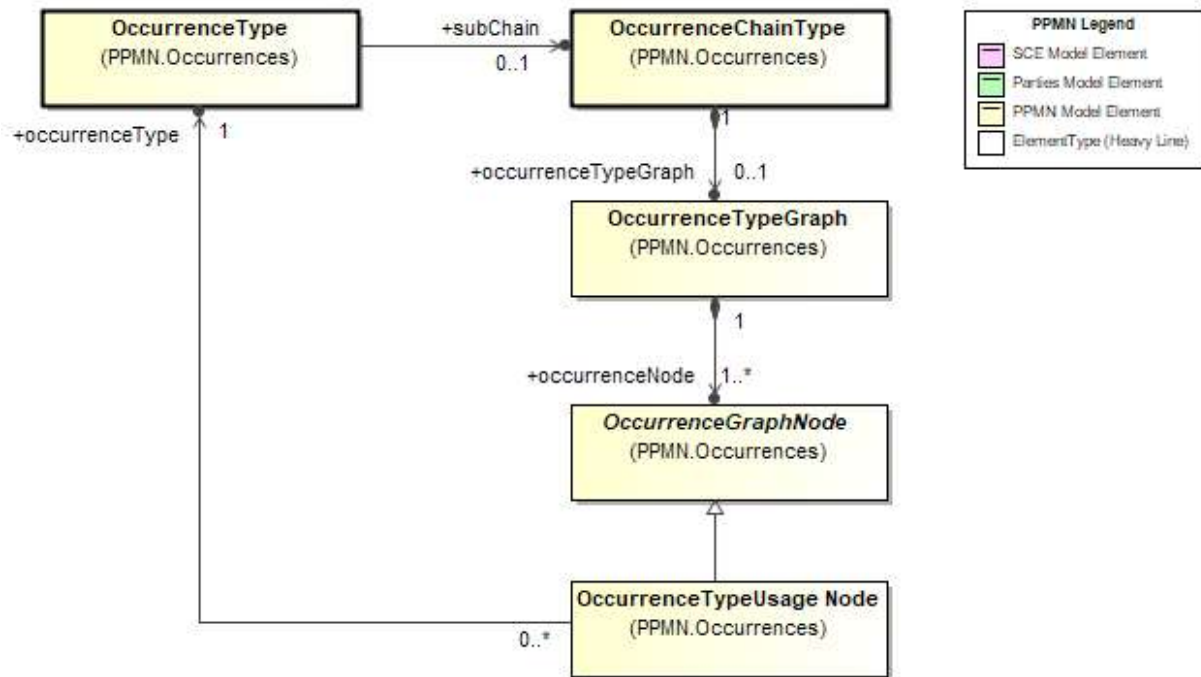 OccurrenceType
(PPMN.Occurrences)
+subChain
0..1
OccurrenceChainType
(PPMN.Occurrences)
PPMN Legend
SCE Model Element
Parties Model Element
PPMN Model Element
ElementType (Heavy Line)
+occurrenceType
1
1
+occurrenceTypeGraph
0..1
OccurrenceTypeGraph
(PPMN.Occurrences)
1
+occurrenceNode
1..*
OccurrenceGraphNode
(PPMN.Occurrences)
OccurrenceTypeUsage Node
(PPMN.Occurrences)
0..*